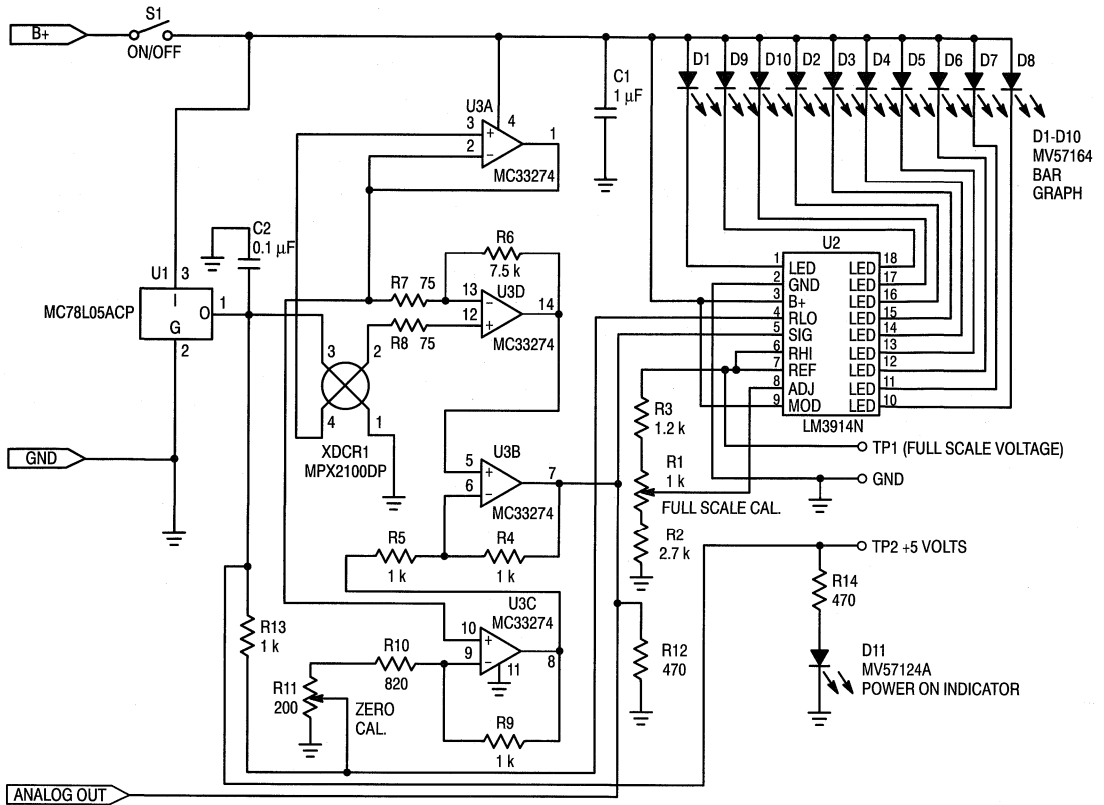 B+
S1
ON/OFF
D1
D9
D10
D2
D3
D4
D5
D6
D7
D8
D1-D10
MV57164
BAR
GRAPH
C1
1 µF
U3A
3
+
4
1
2
−
MC33274
C2
0.1 µF
U1
3
MC78L05ACP
I
O
G
1
2
R6
7.5 k
R7 75
13
−
U3D
14
12
+
R8 75
MC33274
3
2
4
1
XDCR1
MPX2100DP
U2
1 LED LED 18
2 GND LED 17
3 B+ LED 16
4 RLO LED 15
5 SIG LED 14
6 RHI LED 13
7 REF LED 12
8 ADJ LED 11
9 MOD LED 10
LM3914N
R3
1.2 k
R1
1 k
FULL SCALE CAL.
R2
2.7 k
TP1 (FULL SCALE VOLTAGE)
GND
TP2 +5 VOLTS
GND
5
+
U3B
7
6
−
MC33274
R5
1 k
R4
1 k
U3C
MC33274
10
+
9
−
11
8
R13
1 k
R10
820
R11
200
ZERO
CAL.
R9
1 k
R12
470
R14
470
D11
MV57124A
POWER ON INDICATOR
ANALOG OUT